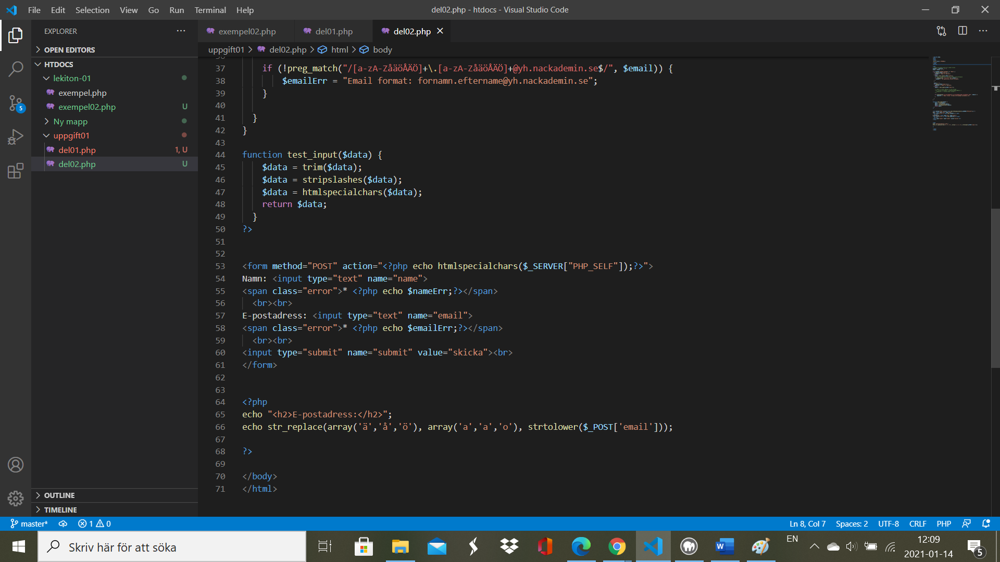 File Edit Selection View Go Run Terminal Help
del02.php - htdocs - Visual Studio Code
EXPLORER
exempel02.php
del01.php
del02.php
OPEN EDITORS
uppgift01 > del02.php > html > body
HTDOCS
lekiton-01
exempel.php
exempel02.php U
Ny mapp
uppgift01
del01.php 1, U
del02.php U
5
37 if (!preg_match("/[a-zA-ZåäöÅÄÖ]+\.[a-zA-ZåäöÅÄÖ]+@yh.nackademin.se$/", $email)) {
38 $emailErr = "Email format: fornamn.eftername@yh.nackademin.se";
39 }
40
41 }
42 }
43
44 function test_input($data) {
45 $data = trim($data);
46 $data = stripslashes($data);
47 $data = htmlspecialchars($data);
48 return $data;
49 }
50 ?>
51
52
53 <form method="POST" action="<?php echo htmlspecialchars($_SERVER["PHP_SELF"]);?>">
54 Namn: <input type="text" name="name">
55 <span class="error">* <?php echo $nameErr;?></span>
56 <br><br>
57 E-postadress: <input type="text" name="email">
58 <span class="error">* <?php echo $emailErr;?></span>
59 <br><br>
60 <input type="submit" name="submit" value="skicka"><br>
61 </form>
62
63
64 <?php
65 echo "<h2>E-postadress:</h2>";
66 echo str_replace(array('ä','å','ö'), array('a','a','o'), strtolower($_POST['email']));
67
68 ?>
69
70 </body>
71 </html>
OUTLINE
TIMELINE
master* 1 0
Ln 8, Col 7 Spaces: 2 UTF-8 CRLF PHP
Skriv här för att söka
W
EN
12:09
2021-01-14
5